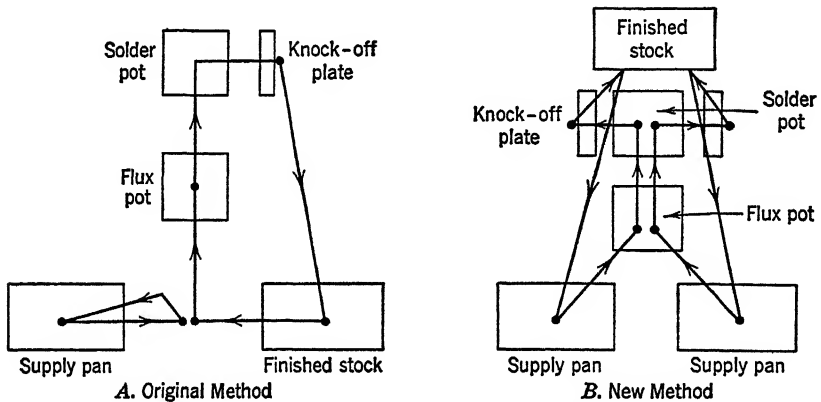 Solder
pot
Knock-off
plate
Flux
pot
Supply pan
Finished stock
A. Original Method
Finished
stock
Knock-off
plate
Solder
pot
Flux pot
Supply pan
Supply pan
B. New Method